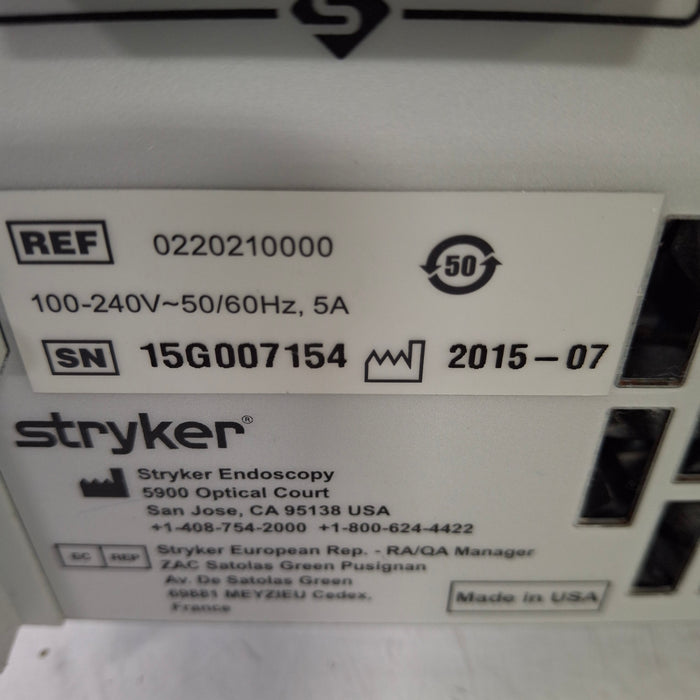 S
REF 0220210000
50
100-240V~50/60Hz, 5A
SN 15G007154 2015-07
stryker®
Stryker Endoscopy
5900 Optical Court
San Jose, CA 95138 USA
+1-408-754-2000 +1-800-624-4422
EC REP Stryker European Rep. - RA/QA Manager
ZAC Satolas Green Pusignan
Av. De Satolas Green
69881 MEYZIEU Cedex,
France
Made in USA